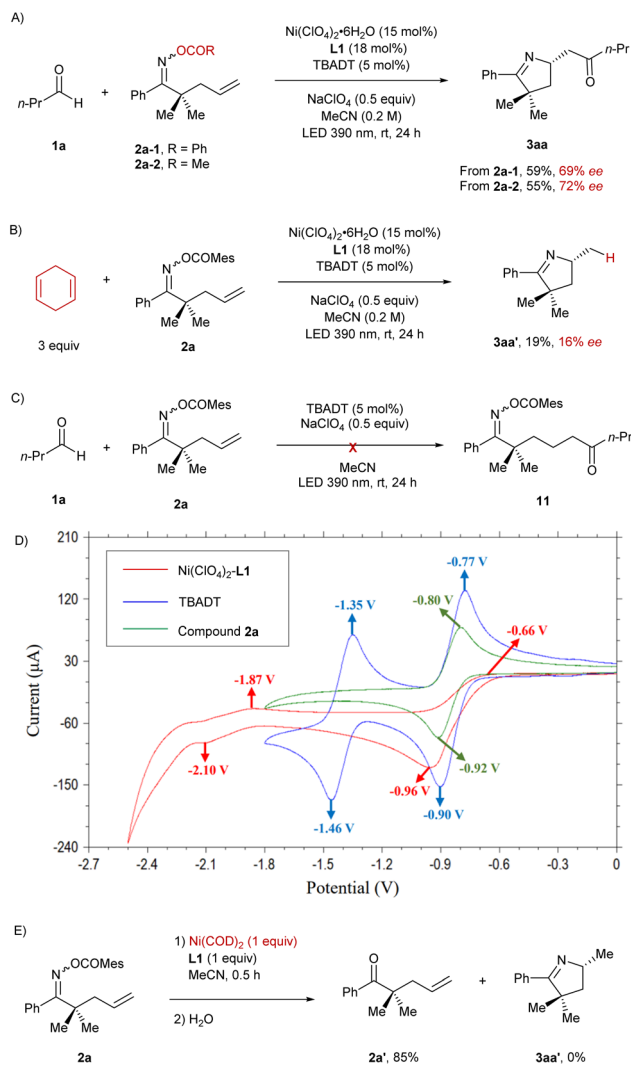 A)
O
n-Pr
H
1a
+
OCOR
N
Ph
Me Me
2a-1, R = Ph
2a-2, R = Me
Ni(ClO4)2•6H2O (15 mol%)
L1 (18 mol%)
TBADT (5 mol%)
NaClO4 (0.5 equiv)
MeCN (0.2 M)
LED 390 nm, rt, 24 h
N
n-Pr
Ph
O
Me
Me
3aa
From 2a-1, 59%, 69% ee
From 2a-2, 55%, 72% ee
B)
3 equiv
+
OCOMes
N
Ph
Me Me
2a
Ni(ClO4)2•6H2O (15 mol%)
L1 (18 mol%)
TBADT (5 mol%)
NaClO4 (0.5 equiv)
MeCN (0.2 M)
LED 390 nm, rt, 24 h
N
H
Ph
Me
Me
3aa', 19%, 16% ee
C)
O
n-Pr
H
1a
+
OCOMes
N
Ph
Me Me
2a
TBADT (5 mol%)
NaClO4 (0.5 equiv)
X
MeCN
LED 390 nm, rt, 24 h
OCOMes
N
Ph
n-Pr
Me Me
O
11
D)
Ni(ClO4)2-L1
TBADT
Compound 2a
-0.77 V
-1.35 V
-0.80 V
-0.66 V
-1.87 V
-2.10 V
-0.92 V
-0.96 V
-1.46 V
-0.90 V
Current (μA)
210
120
30
-60
-150
-240
-2.7
-2.4
-2.1
-1.8
-1.5
-1.2
-0.9
-0.6
-0.3
0
Potential (V)
E)
OCOMes
N
Ph
Me Me
2a
1) Ni(COD)2 (1 equiv)
L1 (1 equiv)
MeCN, 0.5 h
2) H2O
O
Ph
Me Me
2a', 85%
+
N
Me
Ph
Me
Me
3aa', 0%